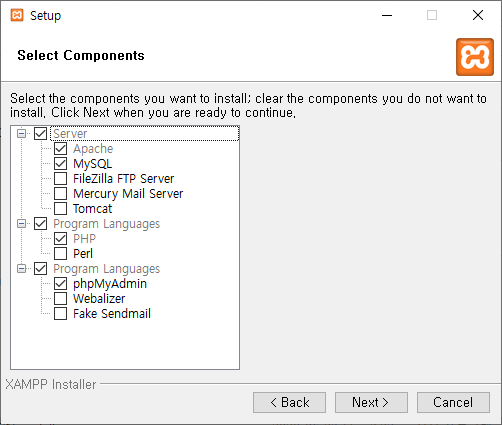 Setup
Select Components
Select the components you want to install; clear the components you do not want to
install. Click Next when you are ready to continue.
Server
Apache
MySQL
FileZilla FTP Server
Mercury Mail Server
Tomcat
Program Languages
PHP
Perl
Program Languages
phpMyAdmin
Webalizer
Fake Sendmail
XAMPP Installer
< Back
Next >
Cancel